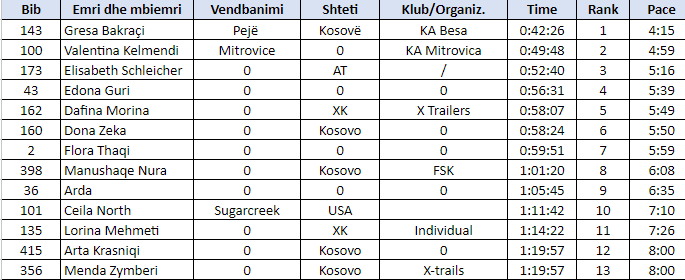 Bib Emri dhe mbiemri Vendbanimi Shteti Klub/Organiz. Time Rank Pace
143 Gresa Bakraçi Pejë Kosovë KA Besa 0:42:26 1 4:15
100 Valentina Kelmendi Mitrovice 0 KA Mitrovica 0:49:48 2 4:59
173 Elisabeth Schleicher 0 AT / 0:52:40 3 5:16
43 Edona Guri 0 0 0 0:56:31 4 5:39
162 Dafina Morina 0 XK X Trailers 0:58:07 5 5:49
160 Dona Zeka 0 Kosovo 0 0:58:24 6 5:50
2 Flora Thaqi 0 0 0 0:59:51 7 5:59
398 Manushaqe Nura 0 Kosovo FSK 1:01:20 8 6:08
36 Arda 0 0 0 1:05:45 9 6:35
101 Ceila North Sugarcreek USA 1:11:42 10 7:10
135 Lorina Mehmeti 0 XK Individual 1:14:22 11 7:26
415 Arta Krasniqi 0 Kosovo 0 1:19:57 12 8:00
356 Menda Zymberi 0 Kosovo X-trails 1:19:57 13 8:00